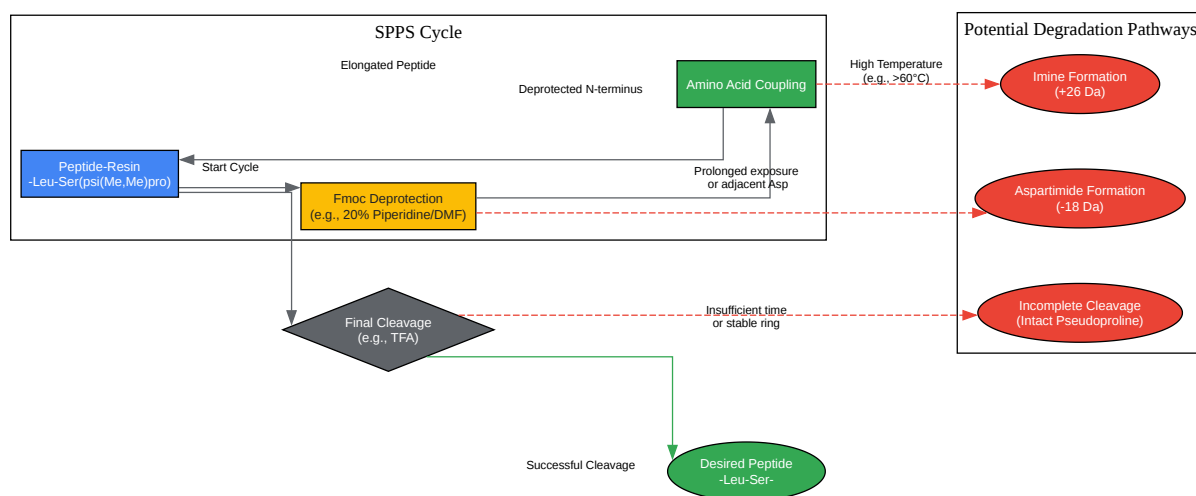 SPPS Cycle
Potential Degradation Pathways
Elongated Peptide
High Temperature
(e.g., >60°C)
Imine Formation
(+26 Da)
Deprotected N-terminus
Amino Acid Coupling
Peptide-Resin
-Leu-Ser(psi(Me,Me)pro)
Start Cycle
Prolonged exposure
or adjacent Asp
Fmoc Deprotection
(e.g., 20% Piperidine/DMF)
Aspartimide Formation
(-18 Da)
Final Cleavage
(e.g., TFA)
Insufficient time
or stable ring
Incomplete Cleavage
(Intact Pseudoproline)
Successful Cleavage
Desired Peptide
-Leu-Ser-